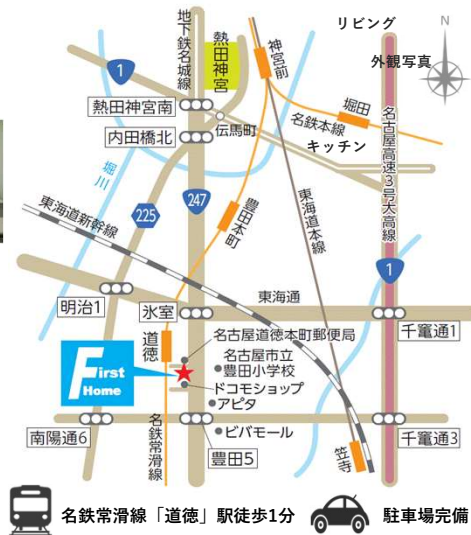 リビング
N
外観写真
地下鉄名城線
熱田神宮
神宮前
1
熱田神宮南
伝馬町
堀田
名鉄本線
内田橋北
キッチン
名古屋高速3号大高線
堀川
225
247
豊田本町
東海道本線
東海道新幹線
1
明治1
氷室
東海通
千竈通1
道徳
名古屋道徳本町郵便局
First
Home
名古屋市立
豊田小学校
ドコモショップ
アピタ
名鉄常滑線
南陽通6
豊田5
ビバモール
笠寺
千竈通3
名鉄常滑線「道徳」駅徒歩1分
駐車場完備